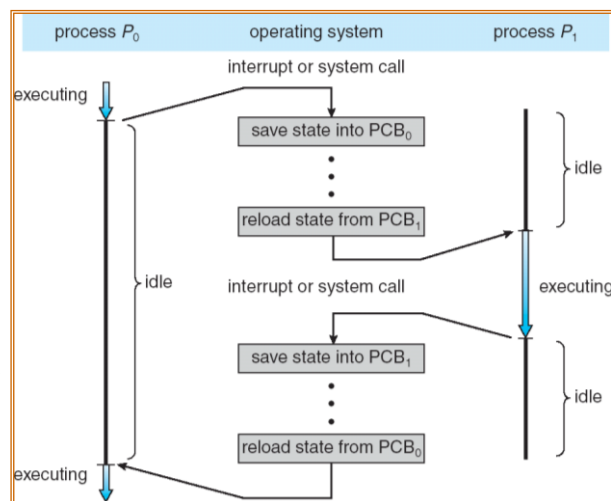 process P₀ operating system process P₁
interrupt or system call
executing
save state into PCB₀
idle
reload state from PCB₁
idle
interrupt or system call
executing
save state into PCB₁
idle
reload state from PCB₀
executing